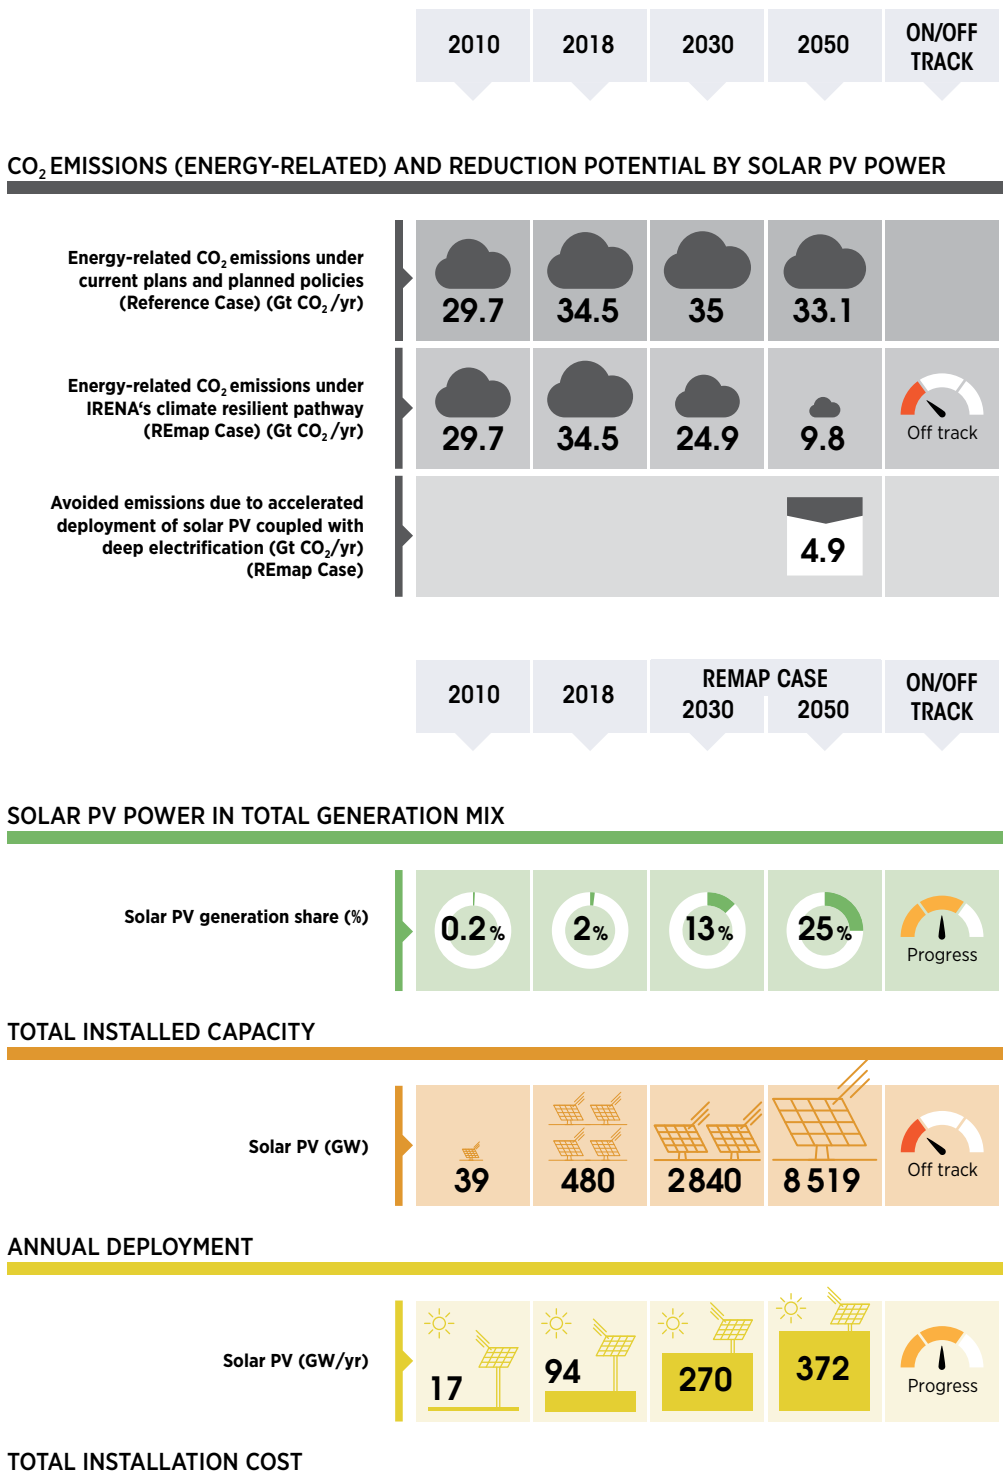 2010 2018 2030 2050 ON/OFF TRACK
CO₂ EMISSIONS (ENERGY-RELATED) AND REDUCTION POTENTIAL BY SOLAR PV POWER
Energy-related CO₂ emissions under
current plans and planned policies
(Reference Case) (Gt CO₂/yr)
29.7 34.5 35 33.1
Energy-related CO₂ emissions under
IRENA‘s climate resilient pathway
(REmap Case) (Gt CO₂/yr)
29.7 34.5 24.9 9.8 Off track
Avoided emissions due to accelerated
deployment of solar PV coupled with
deep electrification (Gt CO₂/yr)
(REmap Case)
4.9
REMAP CASE
2010 2018 2030 2050 ON/OFF TRACK
SOLAR PV POWER IN TOTAL GENERATION MIX
Solar PV generation share (%)
0.2% 2% 13% 25% Progress
TOTAL INSTALLED CAPACITY
Solar PV (GW)
39 480 2840 8 519 Off track
ANNUAL DEPLOYMENT
Solar PV (GW/yr)
17 94 270 372 Progress
TOTAL INSTALLATION COST